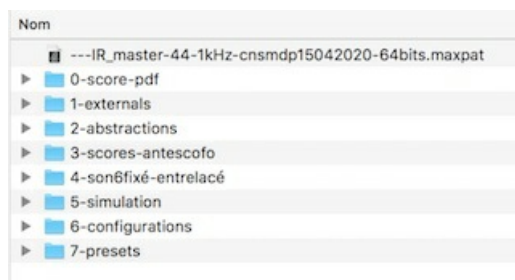 Nom
---IR_master-44-1kHz-cnsmdp15042020-64bits.maxpat
0-score-pdf
1-externals
2-abstractions
3-scores-antescofo
4-son6fixé-entrelacé
5-simulation
6-configurations
7-presets